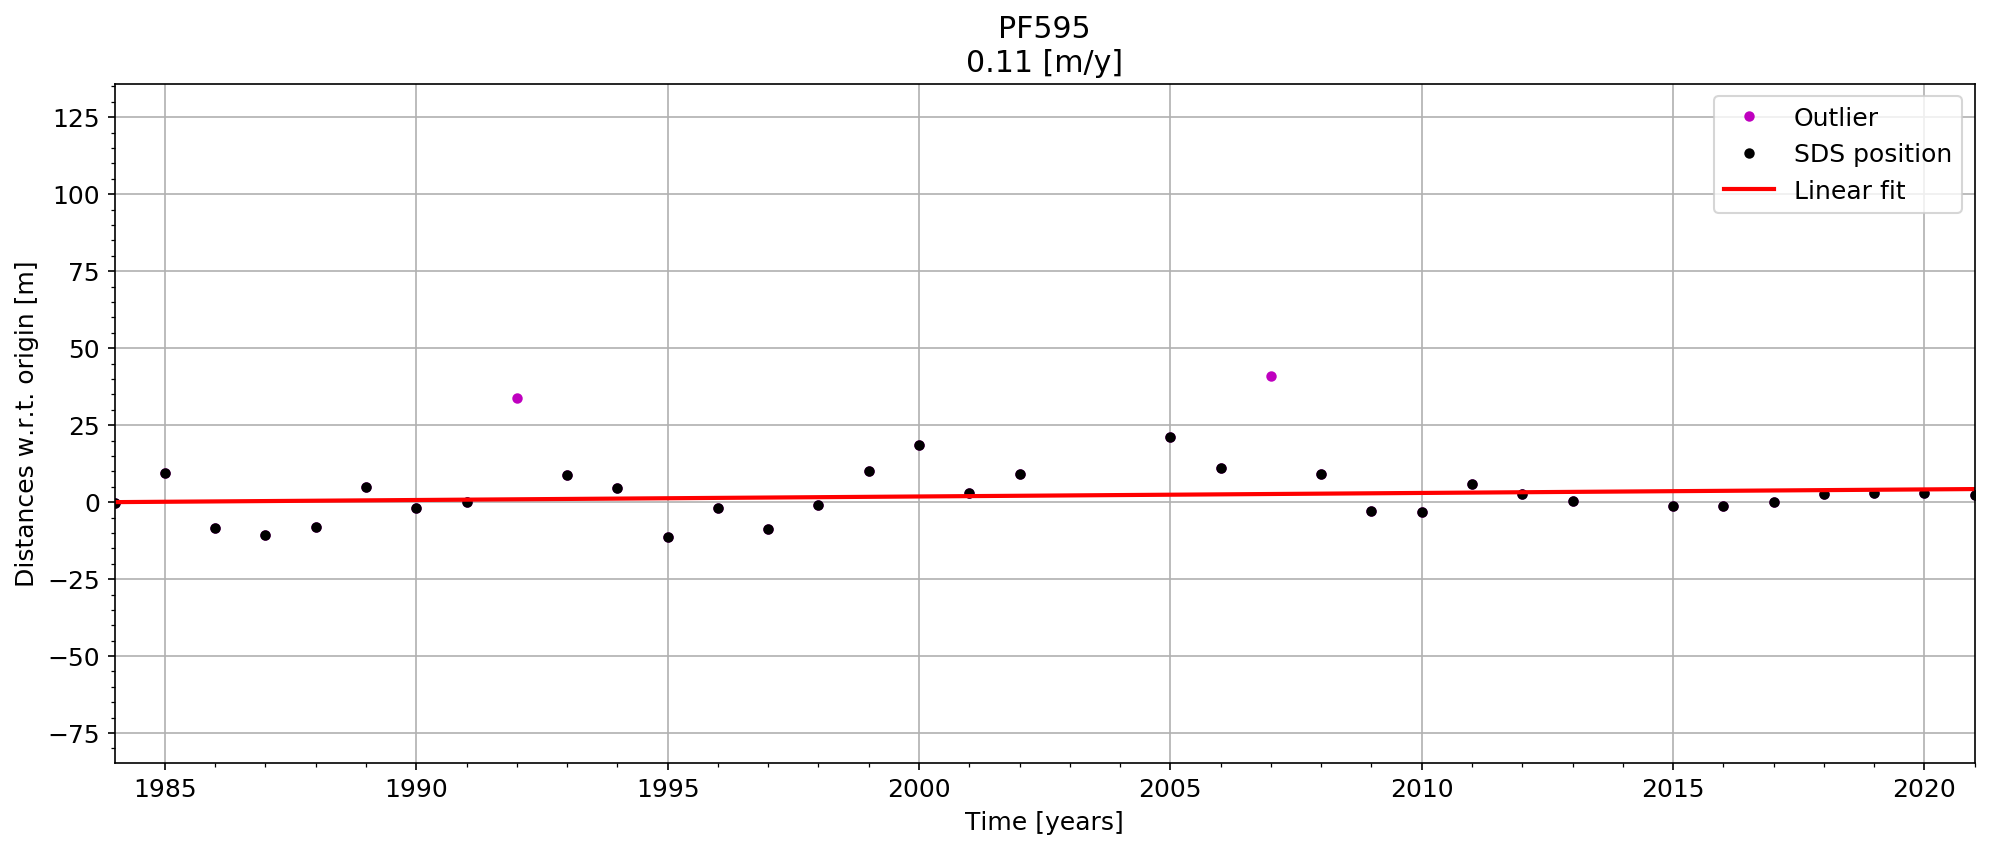 PF595
0.11 [m/y]
Outlier
SDS position
Linear fit
Distances w.r.t. origin [m]
125
100
75
50
25
0
−25
−50
−75
1985
1990
1995
2000
2005
2010
2015
2020
Time [years]